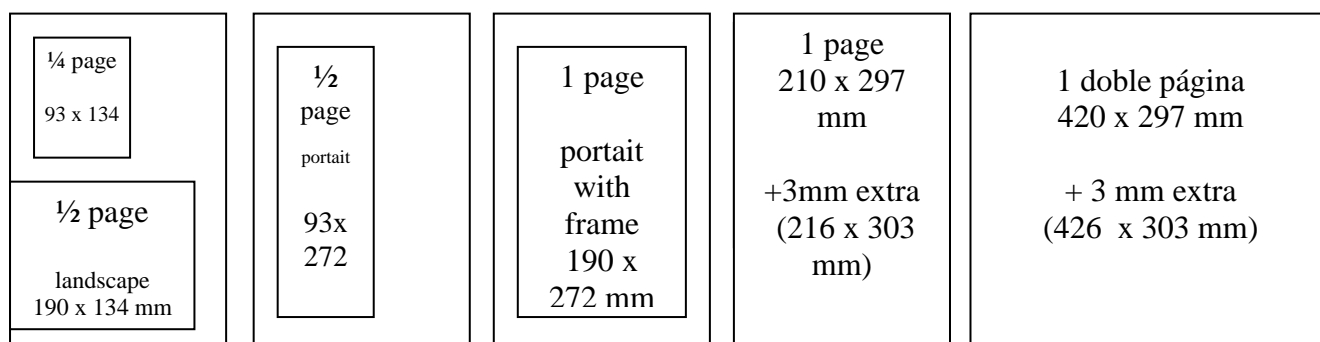 ¼ page
93 x 134
½ page
landscape
190 x 134 mm
½
page
portait
93x
272
1 page
portait
with
frame
190 x
272 mm
1 page
210 x 297
mm
+3mm extra
(216 x 303
mm)
1 doble página
420 x 297 mm
+ 3 mm extra
(426 x 303 mm)